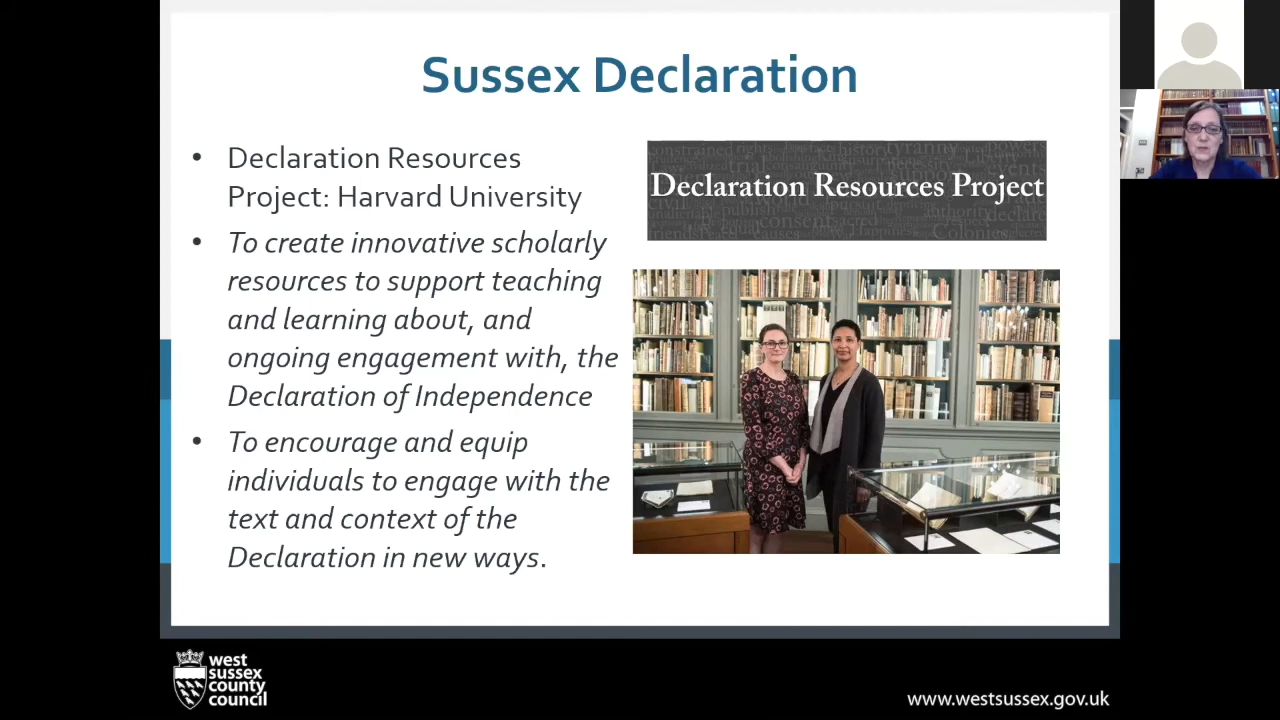 Sussex Declaration
• Declaration Resources
Project: Harvard University
• To create innovative scholarly
resources to support teaching
and learning about, and
ongoing engagement with, the
Declaration of Independence
• To encourage and equip
individuals to engage with the
text and context of the
Declaration in new ways.
Declaration Resources Project
west
sussex
county
council
www.westsussex.gov.uk